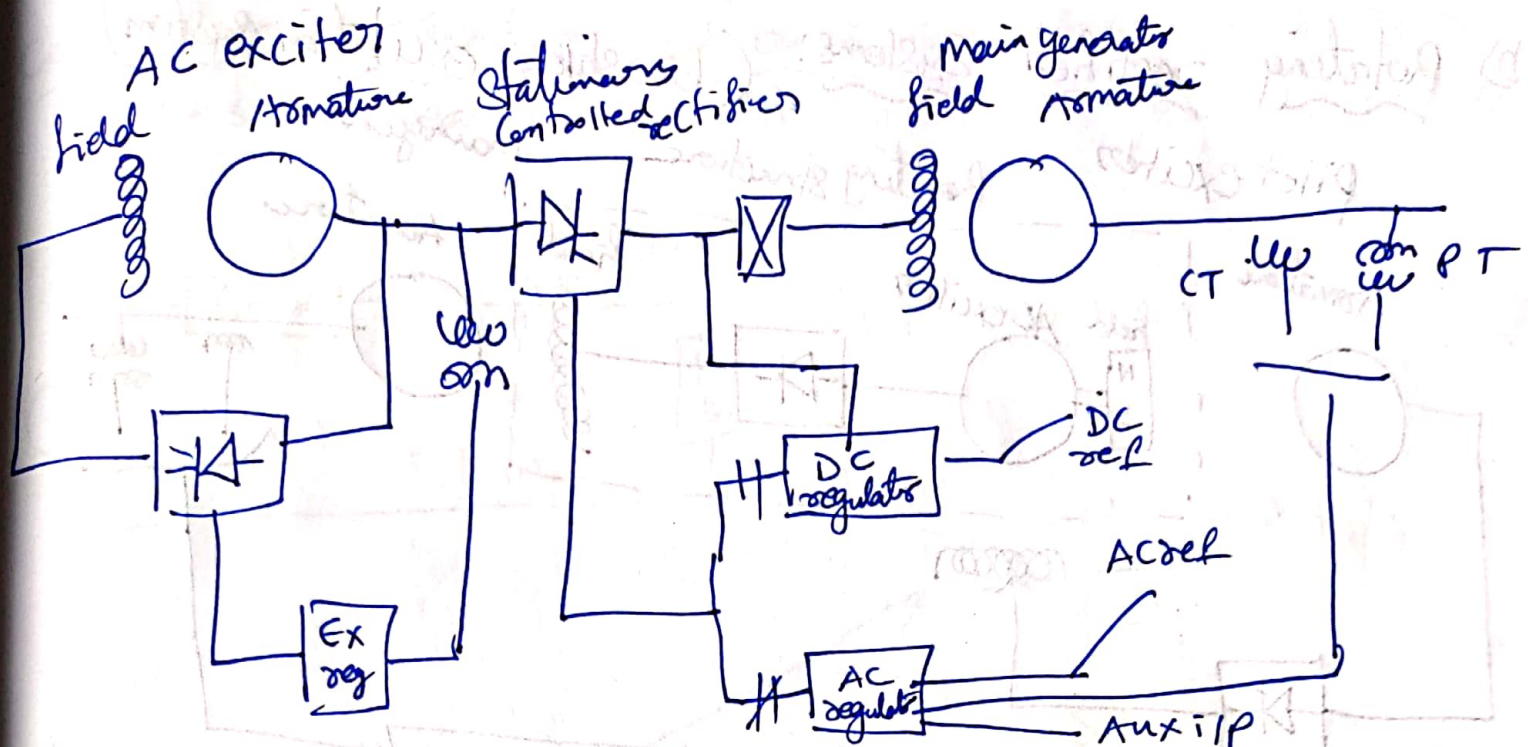 AC exciter
field Armature
Stationary
Controlled rectifier
Main generator
field Armature
CT
PT
DC
regulator
DC
ref
AC ref
Ex
reg
AC
regulator
Aux i/p